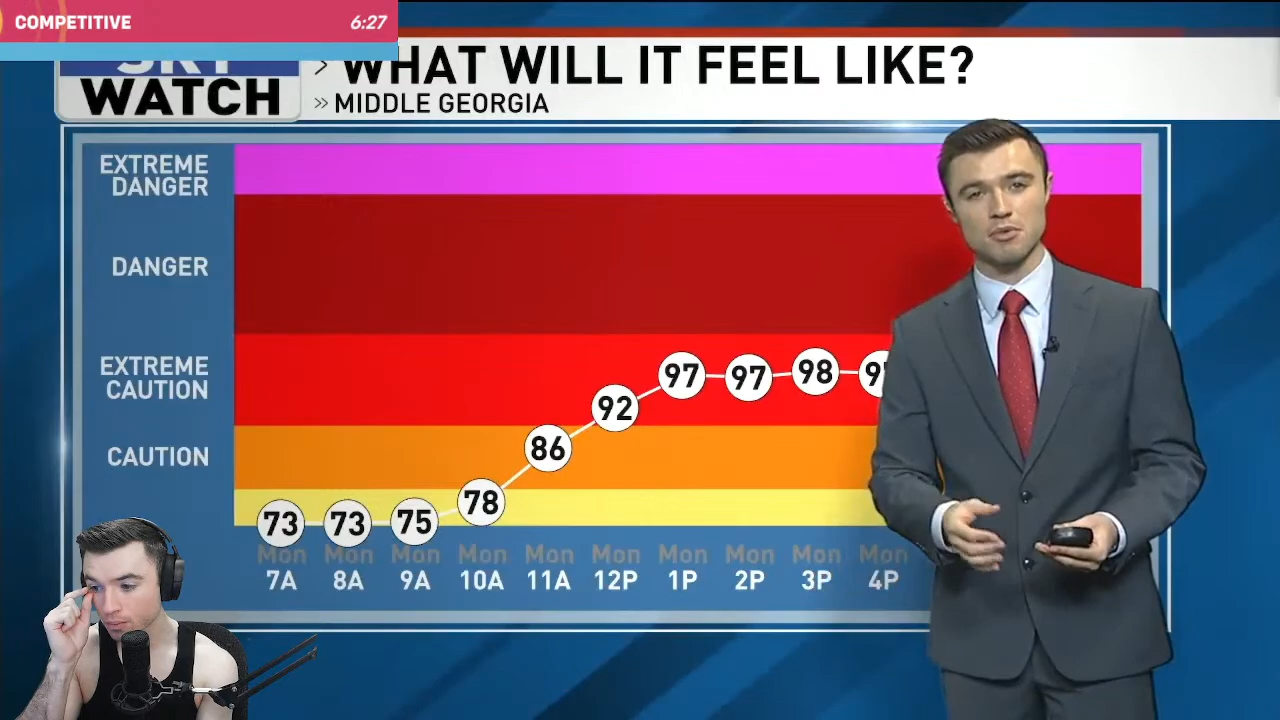 COMPETITIVE 6:27
WHAT WILL IT FEEL LIKE?
WATCH
» MIDDLE GEORGIA
EXTREME
DANGER
DANGER
EXTREME
CAUTION
CAUTION
73 73 75 78 86 92 97 97 98
Mon Mon Mon Mon Mon Mon Mon Mon Mon Mon
7A 8A 9A 10A 11A 12P 1P 2P 3P 4P